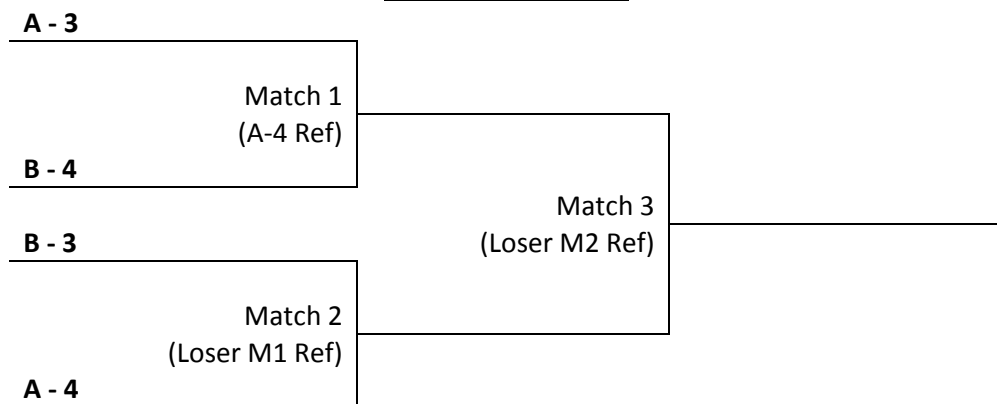 A - 3
Match 1
(A-4 Ref)
B - 4
Match 3
(Loser M2 Ref)
B - 3
Match 2
(Loser M1 Ref)
A - 4